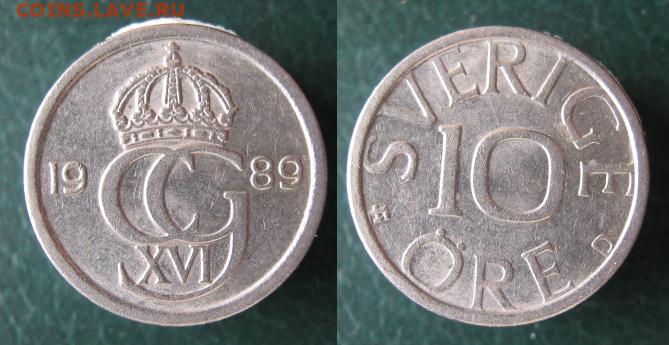 COINS.LAVE.RU
19 CG 89
XVI
SVERIGE
10
ÖRE
D